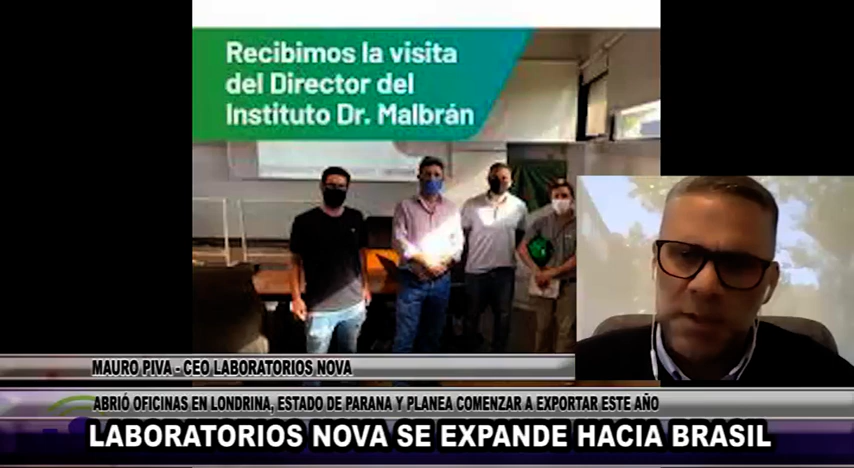 Recibimos la visita
del Director del
Instituto Dr. Malbrán
MAURO PIVA - CEO LABORATORIOS NOVA
ABRIÓ OFICINAS EN LONDRINA, ESTADO DE PARANA Y PLANEA COMENZAR A EXPORTAR ESTE AÑO
LABORATORIOS NOVA SE EXPANDE HACIA BRASIL